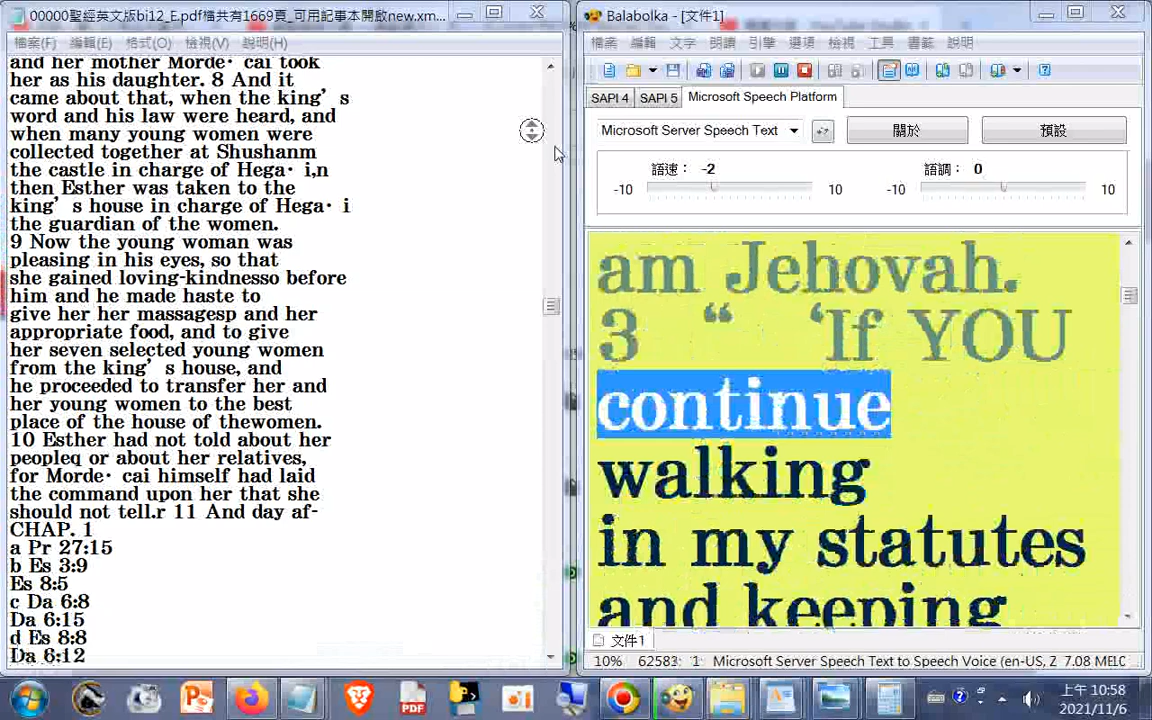 00000聖經英文版bi12_E.pdf檔共有1669頁_可用記事本開啟new.xm...
檔案(F) 編輯(E) 格式(O) 檢視(V) 說明(H)
and her mother Morde·cai took
her as his daughter. 8 And it
came about that, when the king’s
word and his law were heard, and
when many young women were
collected together at Shushanm
the castle in charge of Hega·i,n
then Esther was taken to the
king’s house in charge of Hega·i
the guardian of the women.
9 Now the young woman was
pleasing in his eyes, so that
she gained loving-kindnesso before
him and he made haste to
give her her massagesp and her
appropriate food, and to give
her seven selected young women
from the king’s house, and
he proceeded to transfer her and
her young women to the best
place of the house of thewomen.
10 Esther had not told about her
peopleq or about her relatives,
for Morde·cai himself had laid
the command upon her that she
should not tell.r 11 And day af-
CHAP. 1
a Pr 27:15
b Es 3:9
Es 8:5
c Da 6:8
Da 6:15
d Es 8:8
Da 6:12
Balabolka - [文件1]
檔案 編輯 文字 朗讀 引擎 選項 檢視 工具 書籤 說明
SAPI 4 SAPI 5 Microsoft Speech Platform
Microsoft Server Speech Text 關於 預設
語速: -2 語調: 0
-10 10 -10 10
am Jehovah.
3 “ ‘If YOU
continue
walking
in my statutes
and keeping
文件1
10% 62583: 1: Microsoft Server Speech Text to Speech Voice (en-US, Z 7.08 MELC
PDF
上午 10:58
2021/11/6